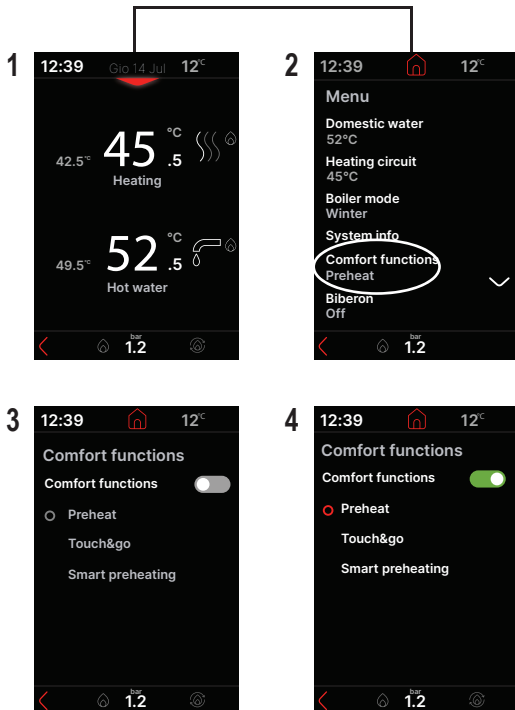 1
12:39 Gio 14 Jul 12°C
42.5°C 45.5 °C
Heating
49.5°C 52.5 °C
Hot water
bar
1.2
2
12:39 12°C
Menu
Domestic water
52°C
Heating circuit
45°C
Boiler mode
Winter
System info
Comfort functions
Preheat
Biberon
Off
bar
1.2
3
12:39 12°C
Comfort functions
Comfort functions
Preheat
Touch&go
Smart preheating
bar
1.2
4
12:39 12°C
Comfort functions
Comfort functions
Preheat
Touch&go
Smart preheating
bar
1.2